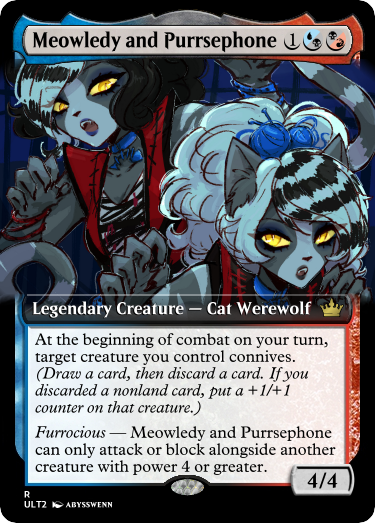 Meowledy and Purrsephone 1
Legendary Creature — Cat Werewolf
At the beginning of combat on your turn,
target creature you control connives.
(Draw a card, then discard a card. If you
discarded a nonland card, put a +1/+1
counter on that creature.)
Furrocious — Meowledy and Purrsephone
can only attack or block alongside another
creature with power 4 or greater.
4/4
R
ULT2 ABYSSWENN